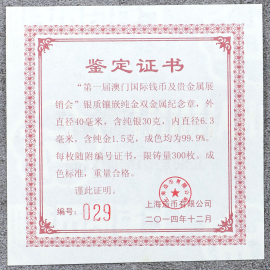 鉴定证书
“第一届澳门国际钱币及贵金属展
销会”银质镶嵌纯金双金属纪念章，外
直径40毫米，含纯银30克，内直径6.3
毫米，含纯金1.5克，成色均为99.9%。
每枚随附编号证书，限铸量300枚。成
色标准，重量合格。
谨此证明。
编号：029
上海造币有限公司
二〇一四年十二月